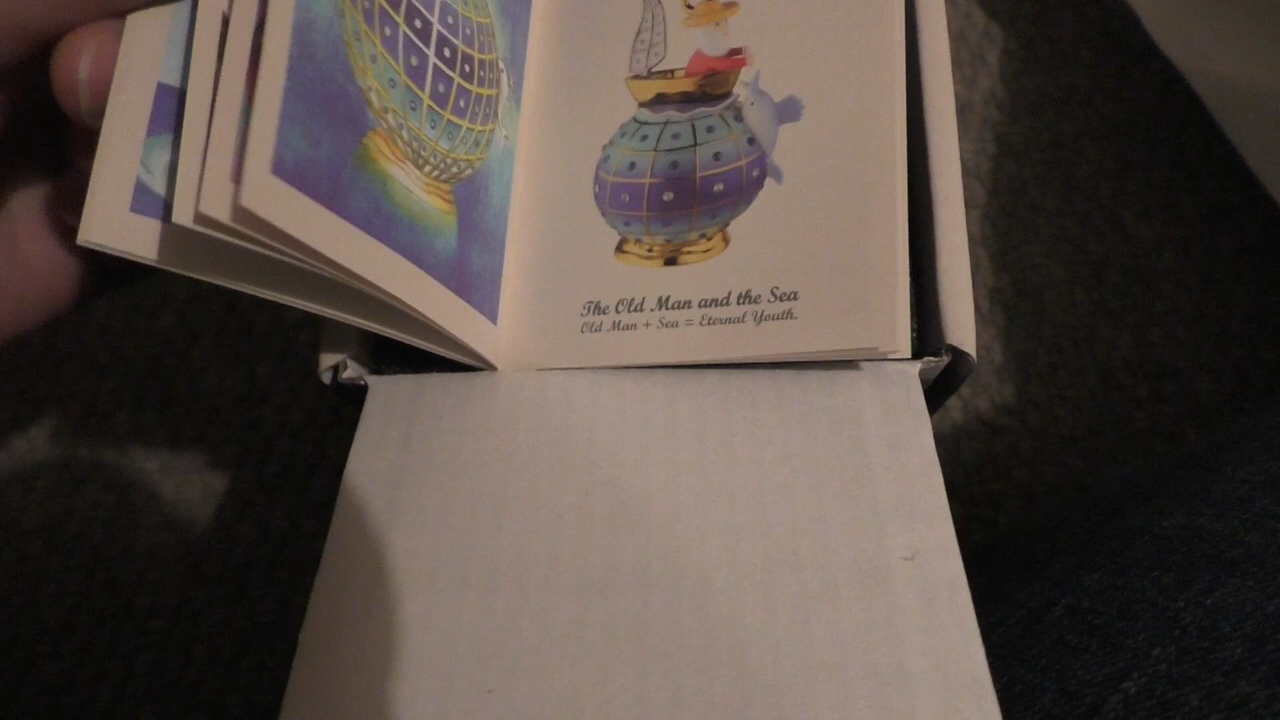 The Old Man and the Sea
Old Man + Sea = Eternal Youth.